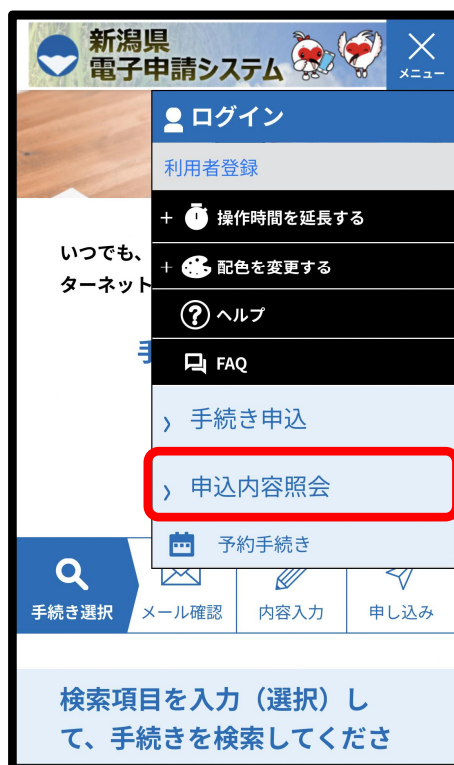 新潟県
電子申請システム
メニュー
ログイン
利用者登録
+ 操作時間を延長する
いつでも、
+ 配色を変更する
ターネット
ヘルプ
FAQ
手続き申込
申込内容照会
予約手続き
手続き選択
メール確認
内容入力
申し込み
検索項目を入力（選択）し
て、手続きを検索してくださ